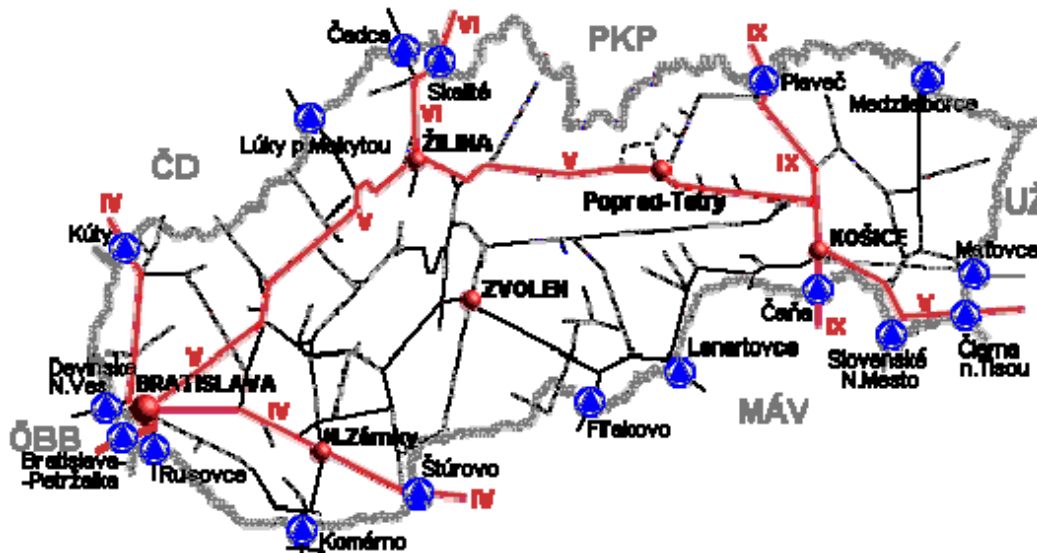 Čadca
VI
PKP
IX
Skalité
Plaveč
Medzilaborce
VI
Lúky p.Makytou
ŽILINA
ČD
V
IX
Poprad-Tatry
UŽ
IV
V
Kúty
KOŠICE
Maťovce
ZVOLEN
Čaňa
V
IX
Lenartovce
Slovenské
N.Mesto
Čierna
n.Tisou
V
Devínska
N.Ves
BRATISLAVA
IV
MÁV
Fiľakovo
ÖBB
N.Zámky
Bratislava-
-Petržalka
Rusovce
Štúrovo
IV
Komárno